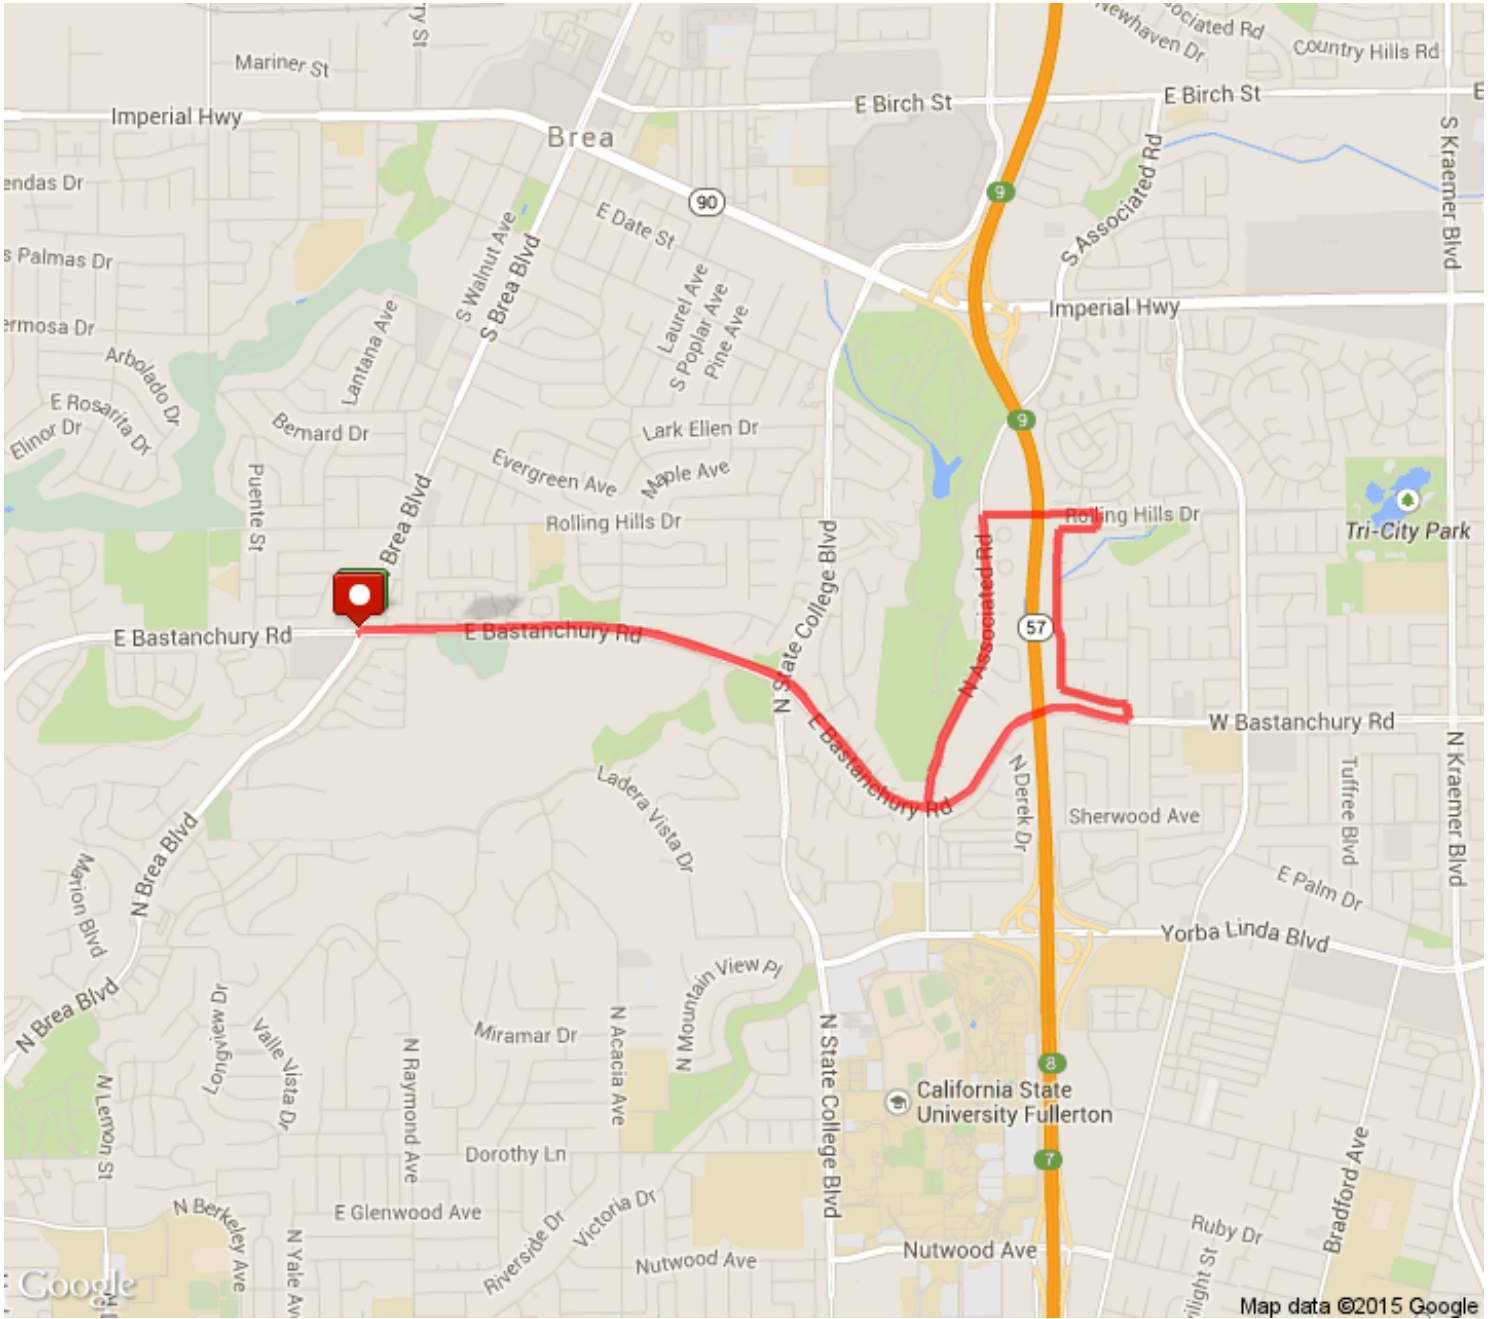 Mariner St
Imperial Hwy
Brea
90
E Birch St
E Birch St
Newhaven Dr
Country Hills Rd
S Kraemer Blvd
9
S Associated Rd
E Date St
S Walnut Ave
S Brea Blvd
Laurel Ave
S Poplar Ave
Pine Ave
Imperial Hwy
Lantana Ave
Arbolado Dr
E Rosarita Dr
Elinor Dr
Bernard Dr
Lark Ellen Dr
9
Evergreen Ave
Maple Ave
Puente St
Brea Blvd
Rolling Hills Dr
Rolling Hills Dr
Tri-City Park
N State College Blvd
N Associated Rd
57
E Bastanchury Rd
E Bastanchury Rd
E Bastanchury Rd
W Bastanchury Rd
N Derek Dr
Sherwood Ave
Tuffree Blvd
N Kraemer Blvd
Ladera Vista Dr
N Brea Blvd
Marion Blvd
E Palm Dr
Yorba Linda Blvd
N Brea Blvd
Longview Dr
Valle Vista Dr
N Raymond Ave
Miramar Dr
N Acacia Ave
N Mountain View Pl
N State College Blvd
8
California State
University Fullerton
N Lemon St
Dorothy Ln
7
Bradford Ave
N Berkeley Ave
E Glenwood Ave
N Yale Av
Riverside Dr
Victoria Dr
Nutwood Ave
Nutwood Ave
Ruby Dr
Google
Map data ©2015 Google